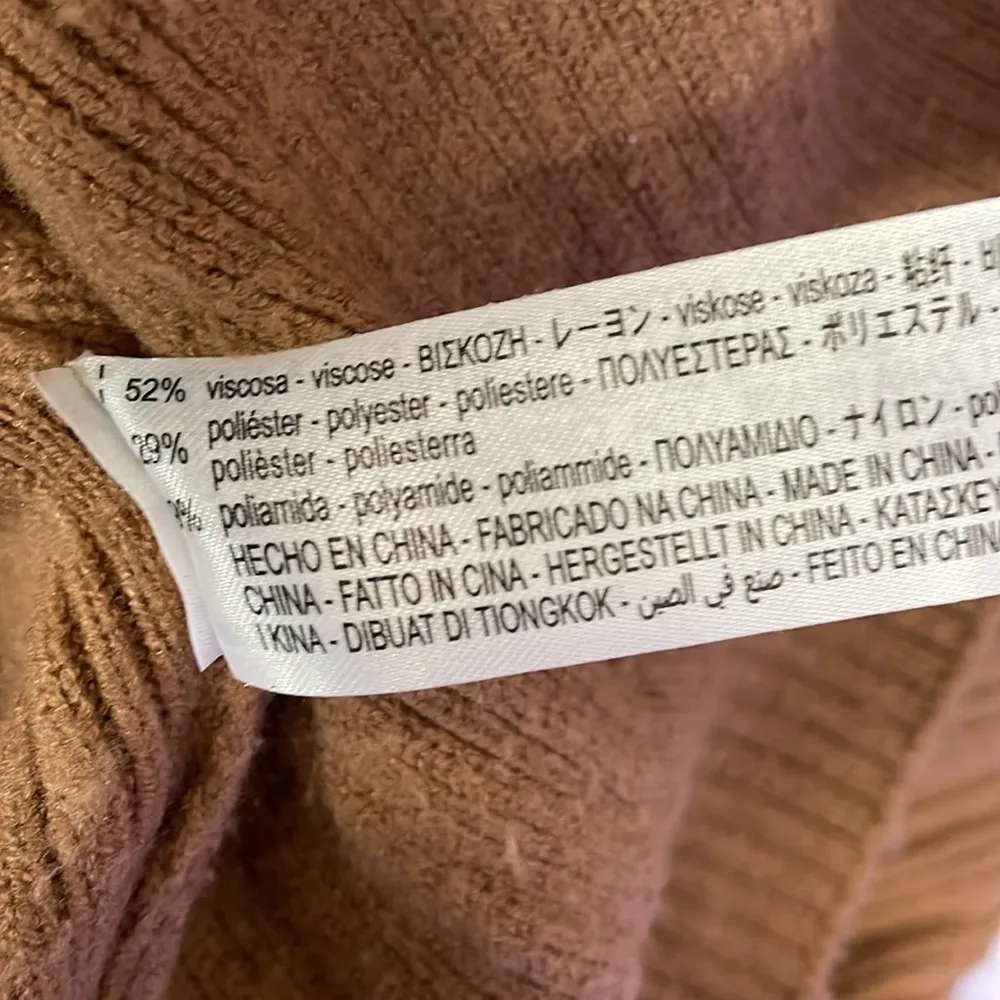 52% viscosa - viscose - ΒΙΣΚΟΖΗ - レーヨン - viskose - viskoza - 粘纤 -
poliéster - polyester - poliestere - ΠΟΛΥΕΣΤΕΡΑΣ - ポリエステル -
polièster - poliesterra
poliamida - polyamide - poliammide - ΠΟΛΥΑΜΙΔΙΟ - ナイロン -
HECHO EN CHINA - FABRICADO NA CHINA - MADE IN CHINA -
CHINA - FATTO IN CINA - HERGESTELLT IN CHINA -
I KINA - DIBUAT DI TIONGKOK - صنع في الصين - FEITO EN CHINA